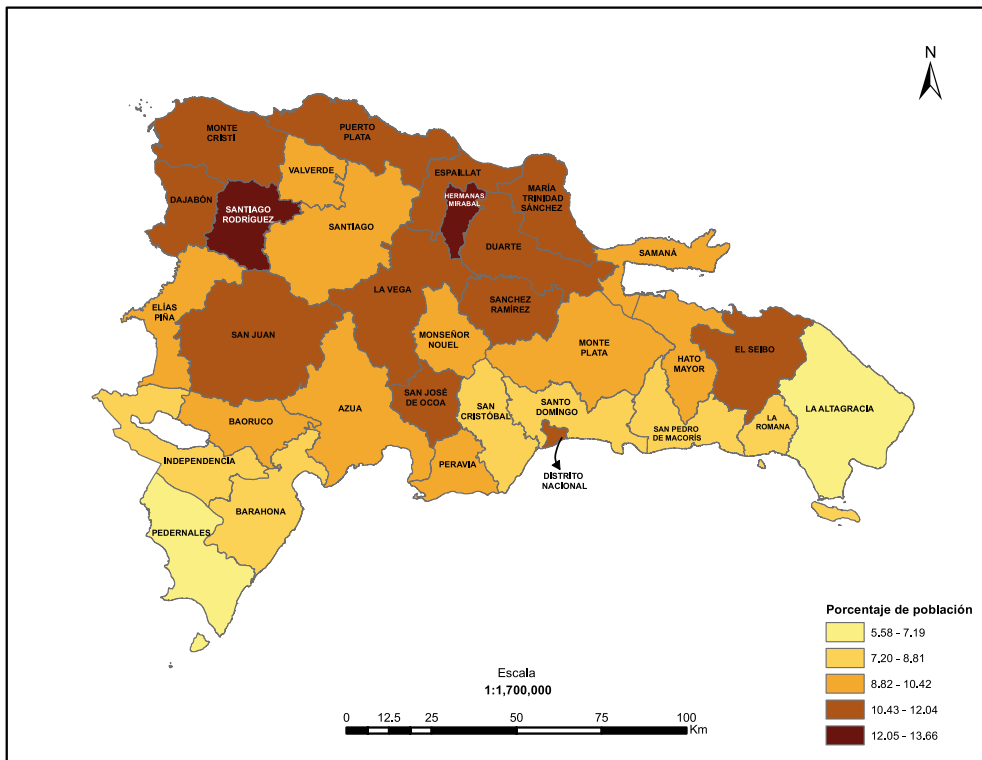 N
MONTE
CRISTÍ
PUERTO
PLATA
VALVERDE
ESPAILLAT
DAJABÓN
SANTIAGO
RODRÍGUEZ
HERMANAS
MIRABAL
MARÍA
TRINIDAD
SÁNCHEZ
SANTIAGO
DUARTE
SAMANÁ
LA VEGA
ELÍAS
PIÑA
SANCHEZ
RAMÍREZ
SAN JUAN
MONSEÑOR
NOUEL
MONTE
PLATA
HATO
MAYOR
EL SEIBO
SAN JOSÉ
DE OCOA
AZUA
SAN
CRISTÓBAL
SANTO
DOMINGO
LA ALTAGRACIA
BAORUCO
LA
ROMANA
SAN PEDRO
DE MACORÍS
INDEPENDENCIA
PERAVIA
DISTRITO
NACIONAL
BARAHONA
PEDERNALES
Porcentaje de población
5.58 - 7.19
7.20 - 8.81
8.82 - 10.42
10.43 - 12.04
12.05 - 13.66
Escala
1:1,700,000
0 12.5 25 50 75 100
Km